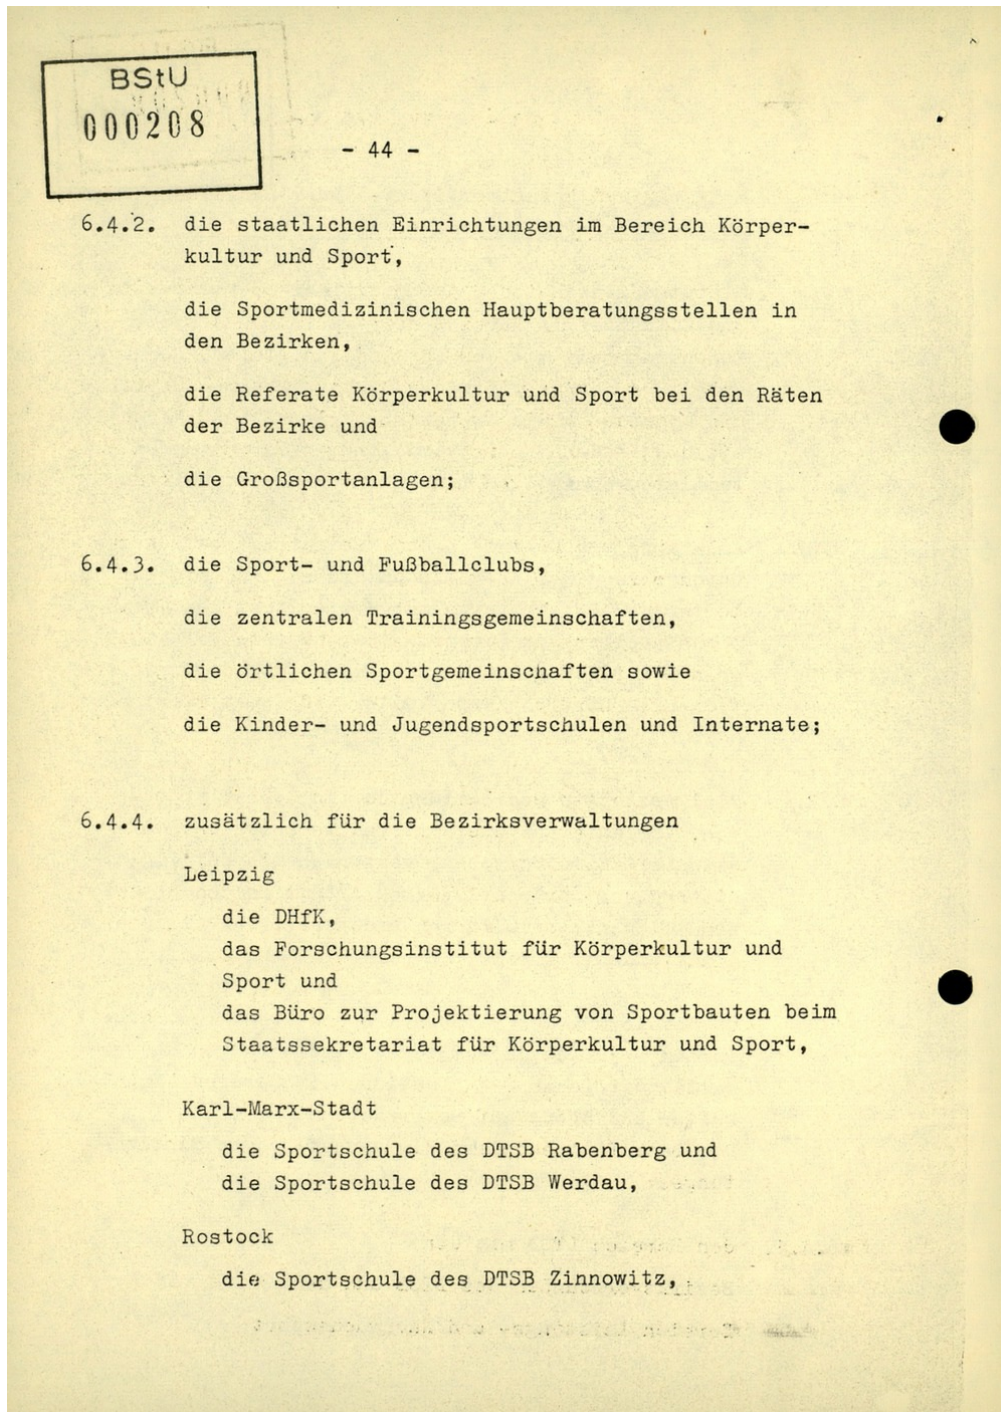 BStU
000208
- 44 -
6.4.2. die staatlichen Einrichtungen im Bereich Körper-
kultur und Sport,
die Sportmedizinischen Hauptberatungsstellen in
den Bezirken,
die Referate Körperkultur und Sport bei den Räten
der Bezirke und
die Großsportanlagen;
6.4.3. die Sport- und Fußballclubs,
die zentralen Trainingsgemeinschaften,
die örtlichen Sportgemeinschaften sowie
die Kinder- und Jugendsportschulen und Internate;
6.4.4. zusätzlich für die Bezirksverwaltungen
Leipzig
die DHfK,
das Forschungsinstitut für Körperkultur und
Sport und
das Büro zur Projektierung von Sportbauten beim
Staatssekretariat für Körperkultur und Sport,
Karl-Marx-Stadt
die Sportschule des DTSB Rabenberg und
die Sportschule des DTSB Werdau,
Rostock
die Sportschule des DTSB Zinnowitz,